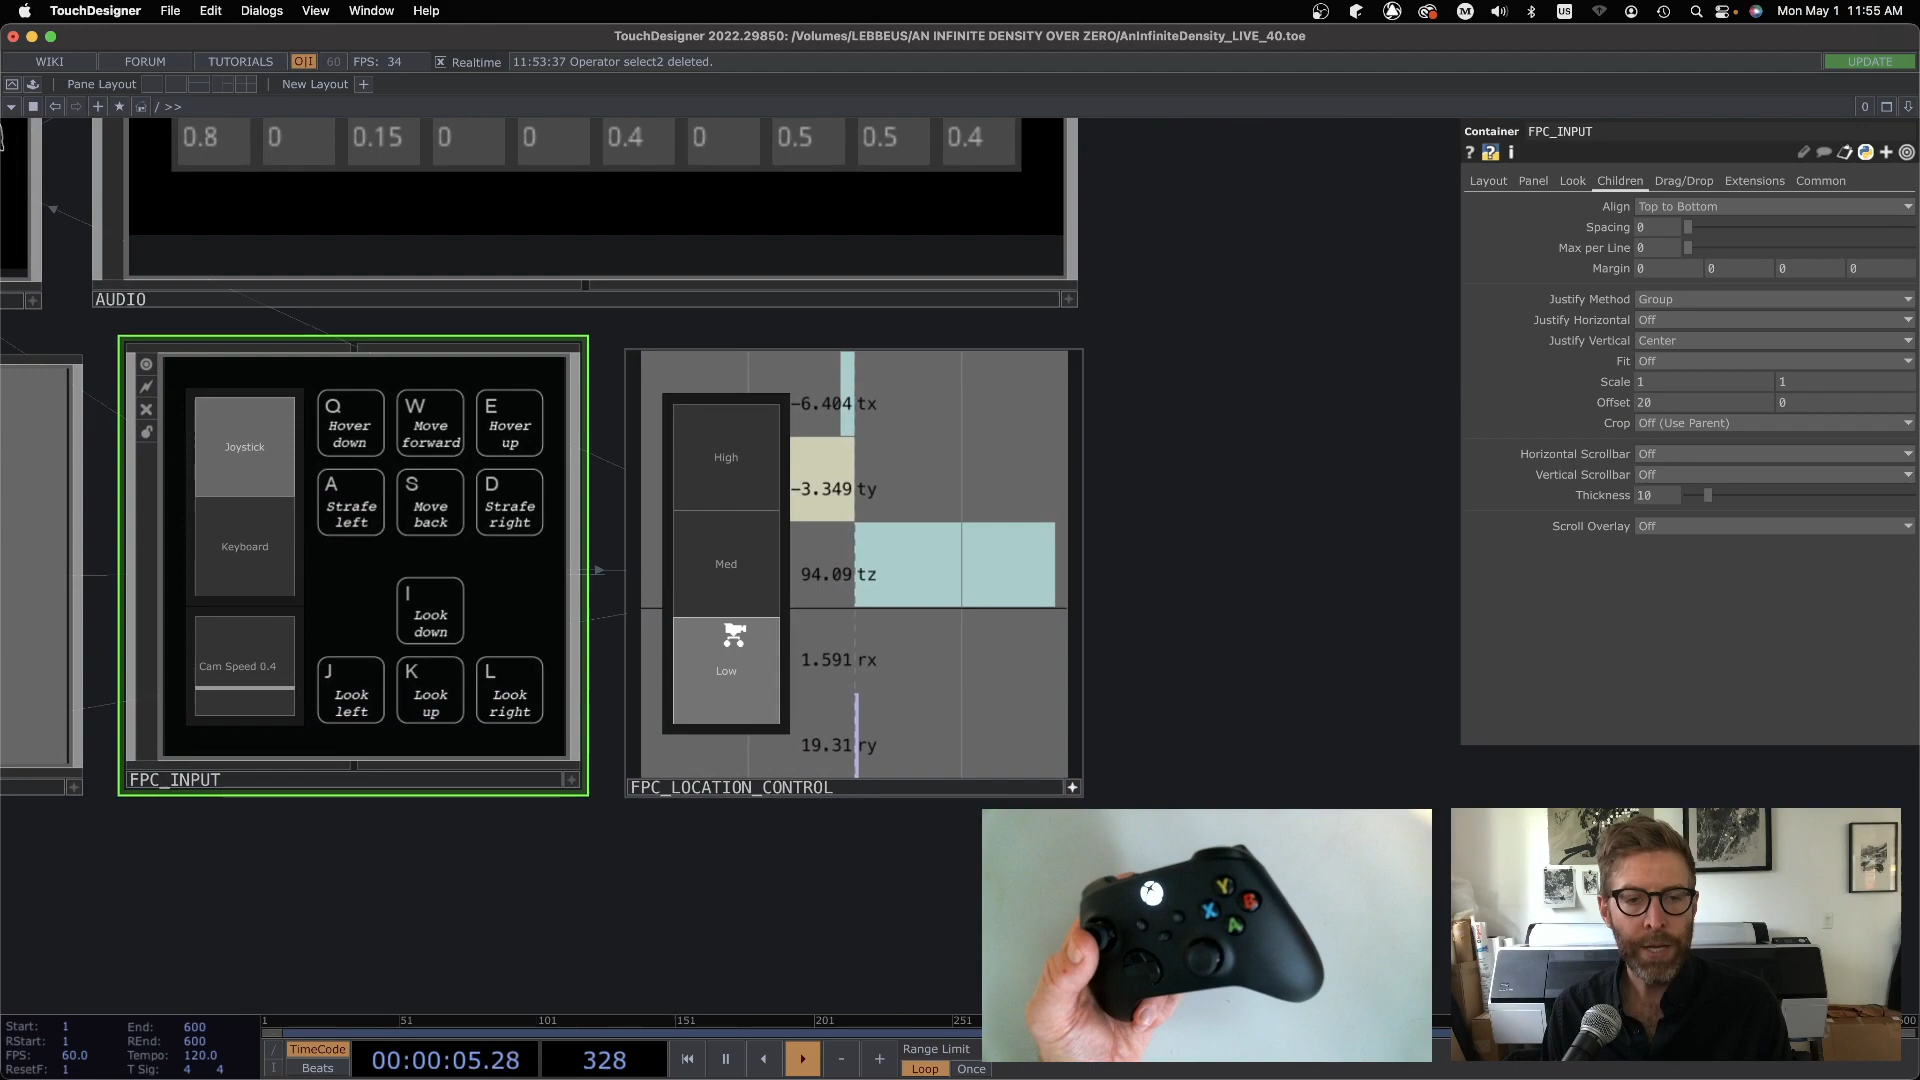 TouchDesigner File Edit Dialogs View Window Help
US
Mon May 1 11:55 AM
TouchDesigner 2022.29850: /Volumes/LEBBEUS/AN INFINITE DENSITY OVER ZERO/AnInfiniteDensity_LIVE_40.toe
WIKI FORUM TUTORIALS O|I 60 FPS: 34 Realtime 11:53:37 Operator select2 deleted. UPDATE
Pane Layout New Layout +
/ >> 0
0.8 0 0.15 0 0 0.4 0 0.5 0.5 0.4
AUDIO
Container FPC_INPUT
? ? i
Layout Panel Look Children Drag/Drop Extensions Common
Align Top to Bottom
Spacing 0
Max per Line 0
Margin 0 0 0 0
Justify Method Group
Justify Horizontal Off
Justify Vertical Center
Fit Off
Scale 1 1
Offset 20 0
Crop Off (Use Parent)
Horizontal Scrollbar Off
Vertical Scrollbar Off
Thickness 10
Scroll Overlay Off
Joystick
Keyboard
Cam Speed 0.4
Q Hover down
W Move forward
E Hover up
A Strafe left
S Move back
D Strafe right
I Look down
J Look left
K Look up
L Look right
FPC_INPUT
High
Med
Low
-6.404 tx
-3.349 ty
94.09 tz
1.591 rx
19.31 ry
FPC_LOCATION_CONTROL
Y
X B
A
1 51 101 151 201 251
Start: 1 End: 600
RStart: 1 REnd: 600
FPS: 60.0 Tempo: 120.0
ResetF: 1 T Sig: 4 4
TimeCode
Beats
00:00:05.28 328
Range Limit
Loop Once